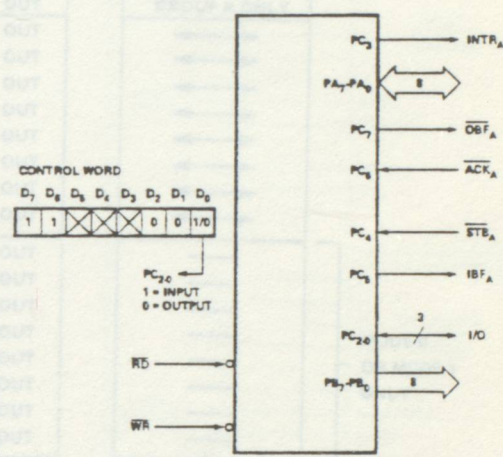 PC3 INTRA
PA7-PA0 8
PC7 OBFA
PC6 ACKA
CONTROL WORD
D7 D6 D5 D4 D3 D2 D1 D0
1 1 0 0 1/0
PC4 STBA
PC2-0
1 = INPUT
0 = OUTPUT
PC5 IBFA
PC2-0 3 I/O
RD
PB7-PB0 8
WR